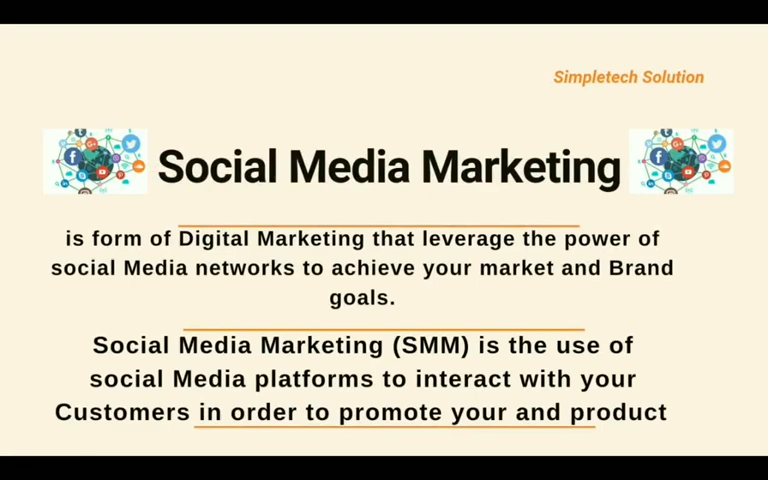 Simpletech Solution
Social Media Marketing
is form of Digital Marketing that leverage the power of
social Media networks to achieve your market and Brand
goals.
Social Media Marketing (SMM) is the use of
social Media platforms to interact with your
Customers in order to promote your and product